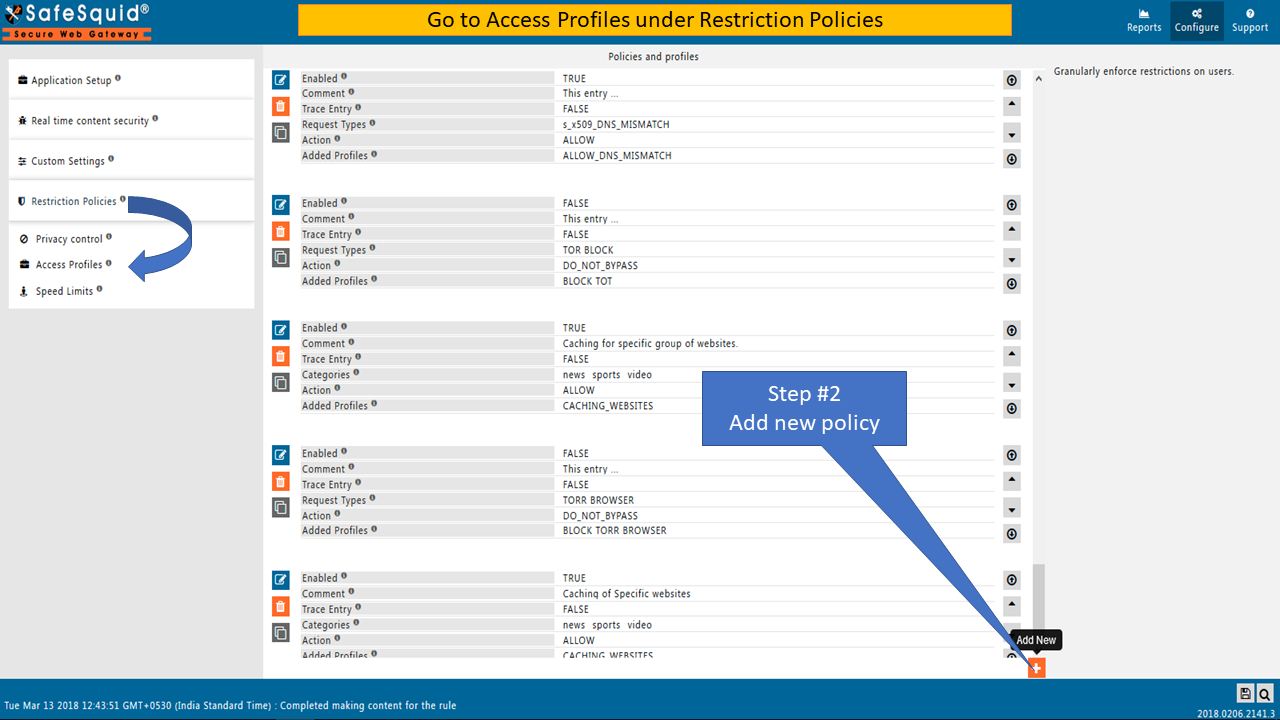 SafeSquid®
Secure Web Gateway
Go to Access Profiles under Restriction Policies
Reports
Configure
Support
Application Setup
Real time content security
Custom Settings
Restriction Policies
Privacy control
Access Profiles
Speed Limits
Policies and profiles
Enabled TRUE
Comment This entry ...
Trace Entry FALSE
Request Types s_x509_DNS_MISMATCH
Action ALLOW
Added Profiles ALLOW_DNS_MISMATCH
Enabled FALSE
Comment This entry ...
Trace Entry FALSE
Request Types TOR BLOCK
Action DO_NOT_BYPASS
Added Profiles BLOCK TOT
Enabled TRUE
Comment Caching for specific group of websites.
Trace Entry FALSE
Categories news sports video
Action ALLOW
Added Profiles CACHING_WEBSITES
Step #2
Add new policy
Enabled FALSE
Comment This entry ...
Trace Entry FALSE
Request Types TORR BROWSER
Action DO_NOT_BYPASS
Added Profiles BLOCK TORR BROWSER
Enabled TRUE
Comment Caching of Specific websites
Trace Entry FALSE
Categories news sports video
Action ALLOW
Added Profiles CACHING_WEBSITES
Add New
Granularly enforce restrictions on users.
Tue Mar 13 2018 12:43:51 GMT+0530 (India Standard Time) : Completed making content for the rule
2018.0206.2141.3